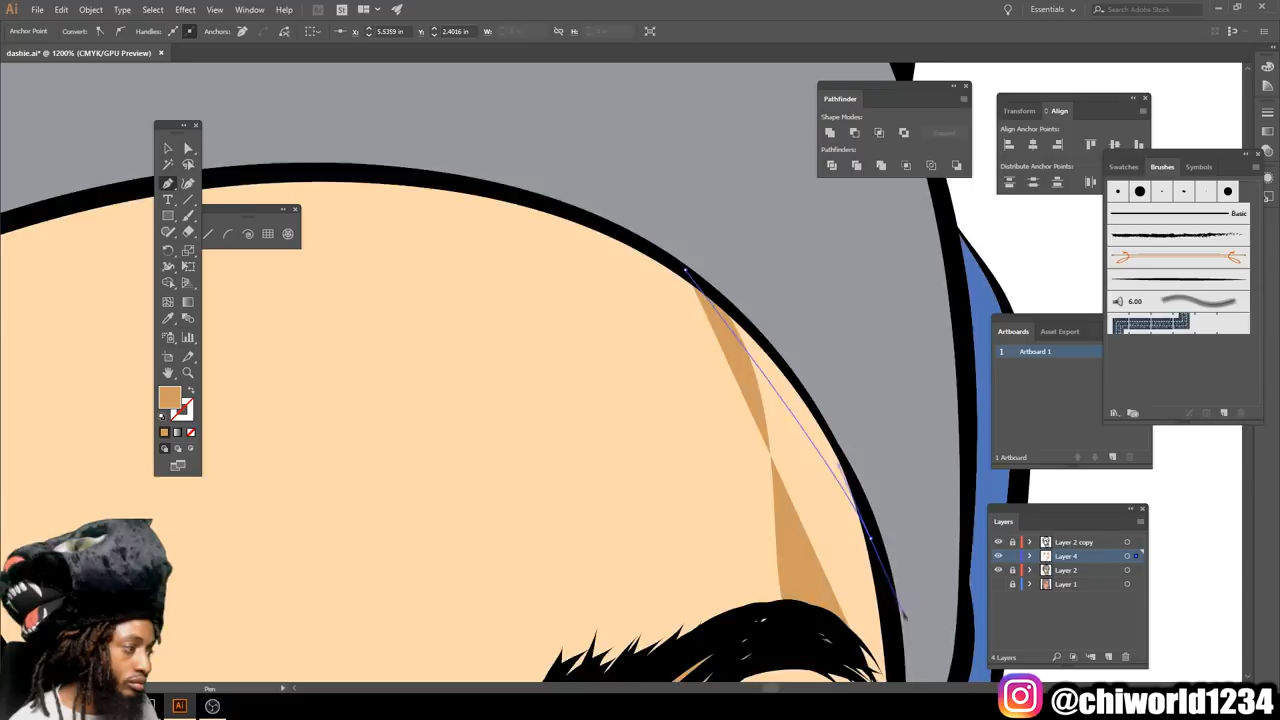 Ai File Edit Object Type Select Effect View Window Help Br St Essentials Search Adobe Stock
Anchor Point Convert: Handles: Anchors: X: 5.5359 in Y: 2.4016 in W: H:
dashie.ai* @ 1200% (CMYK/GPU Preview) ×
Pathfinder
Shape Modes:
Expand
Pathfinders:
Transform Align
Align Anchor Points:
Distribute Anchor Points:
Swatches Brushes Symbols
Basic
6.00
Artboards Asset Export
1 Artboard 1
1 Artboard
Layers
Layer 2 copy
Layer 4
Layer 2
Layer 1
4 Layers
Pen
Ai
@chiworld1234